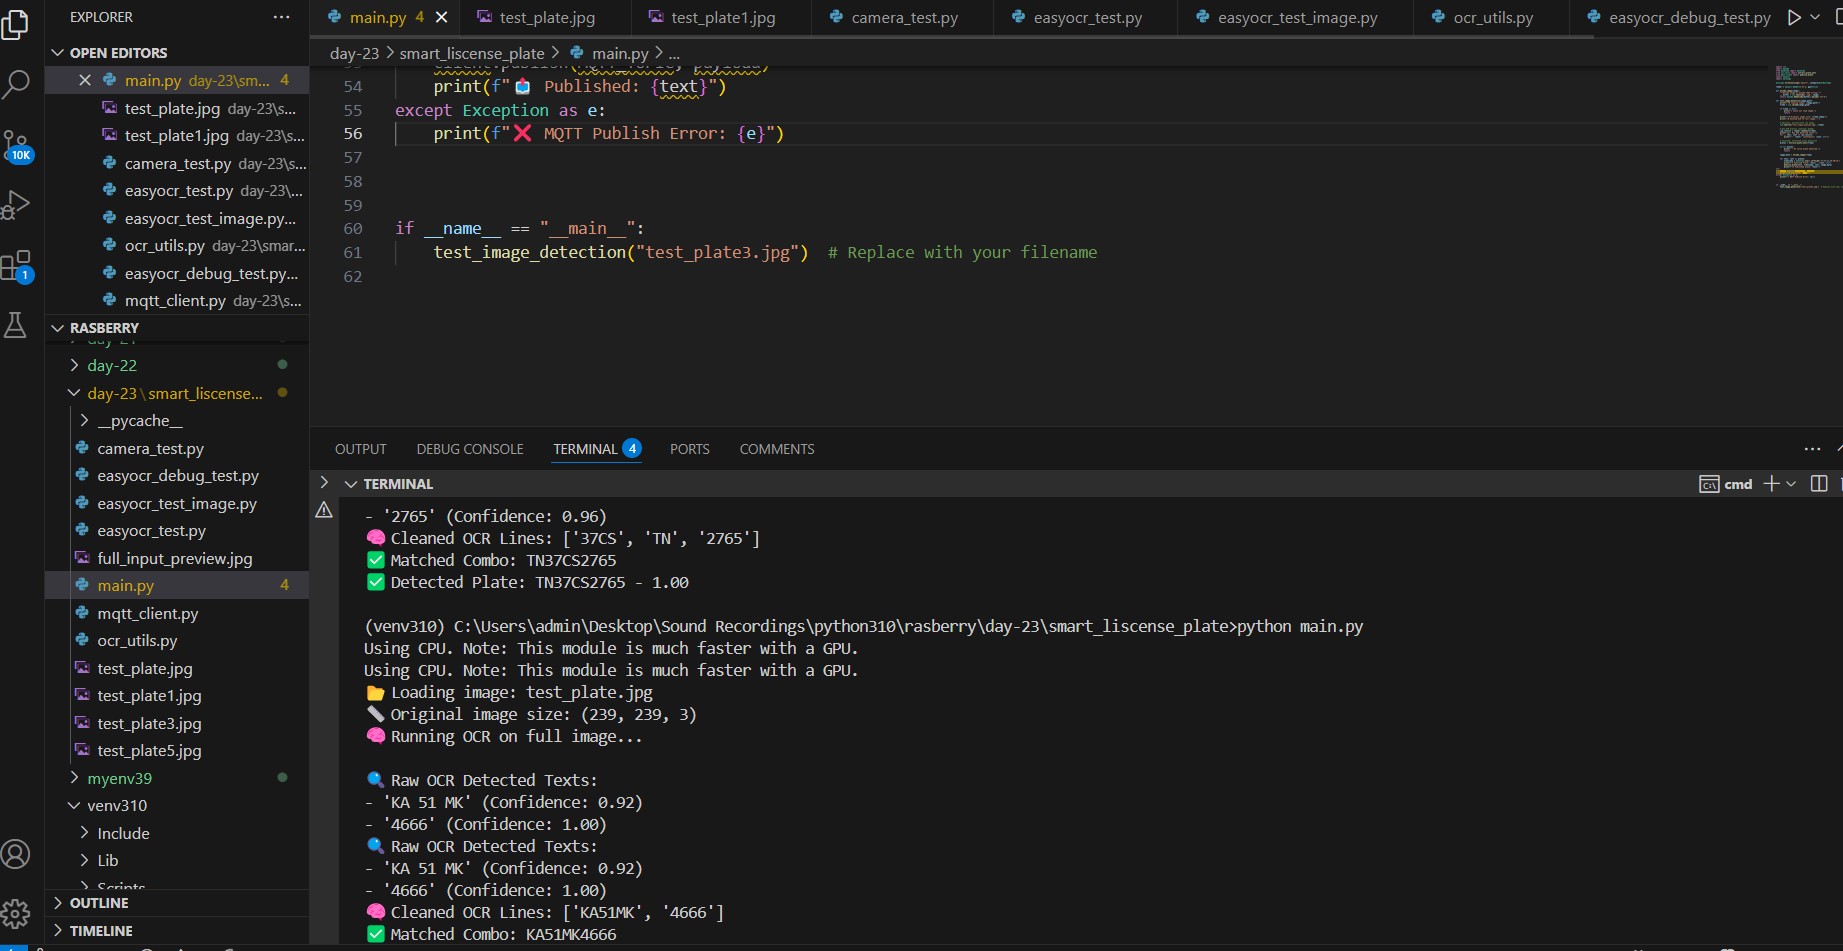 EXPLORER
OPEN EDITORS
main.py day-23\sm... 4
test_plate.jpg day-23\s...
test_plate1.jpg day-23\s...
camera_test.py day-23\s...
easyocr_test.py day-23\...
easyocr_test_image.py...
ocr_utils.py day-23\smar...
easyocr_debug_test.py...
mqtt_client.py day-23\s...
RASBERRY
day-22
day-23\smart_liscense...
__pycache__
camera_test.py
easyocr_debug_test.py
easyocr_test_image.py
easyocr_test.py
full_input_preview.jpg
main.py 4
mqtt_client.py
ocr_utils.py
test_plate.jpg
test_plate1.jpg
test_plate3.jpg
test_plate5.jpg
myenv39
venv310
Include
Lib
Scripts
OUTLINE
TIMELINE
10K
1
main.py 4 test_plate.jpg test_plate1.jpg camera_test.py easyocr_test.py easyocr_test_image.py ocr_utils.py easyocr_debug_test.py
day-23 > smart_liscense_plate > main.py > ...
54 print(f"📤 Published: {text}")
55 except Exception as e:
56 print(f"❌ MQTT Publish Error: {e}")
57
58
59
60 if __name__ == "__main__":
61 test_image_detection("test_plate3.jpg") # Replace with your filename
62
OUTPUT DEBUG CONSOLE TERMINAL 4 PORTS COMMENTS
TERMINAL
cmd
- '2765' (Confidence: 0.96)
🧠 Cleaned OCR Lines: ['37CS', 'TN', '2765']
✅ Matched Combo: TN37CS2765
✅ Detected Plate: TN37CS2765 - 1.00
(venv310) C:\Users\admin\Desktop\Sound Recordings\python310\rasberry\day-23\smart_liscense_plate>python main.py
Using CPU. Note: This module is much faster with a GPU.
Using CPU. Note: This module is much faster with a GPU.
📂 Loading image: test_plate.jpg
📏 Original image size: (239, 239, 3)
🧠 Running OCR on full image...
🔍 Raw OCR Detected Texts:
- 'KA 51 MK' (Confidence: 0.92)
- '4666' (Confidence: 1.00)
🔍 Raw OCR Detected Texts:
- 'KA 51 MK' (Confidence: 0.92)
- '4666' (Confidence: 1.00)
🧠 Cleaned OCR Lines: ['KA51MK', '4666']
✅ Matched Combo: KA51MK4666